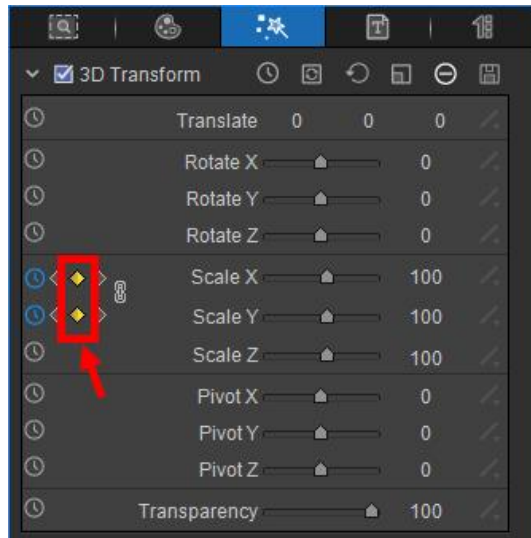 3D Transform
Translate 0 0 0
Rotate X 0
Rotate Y 0
Rotate Z 0
Scale X 100
Scale Y 100
Scale Z 100
Pivot X 0
Pivot Y 0
Pivot Z 0
Transparency 100